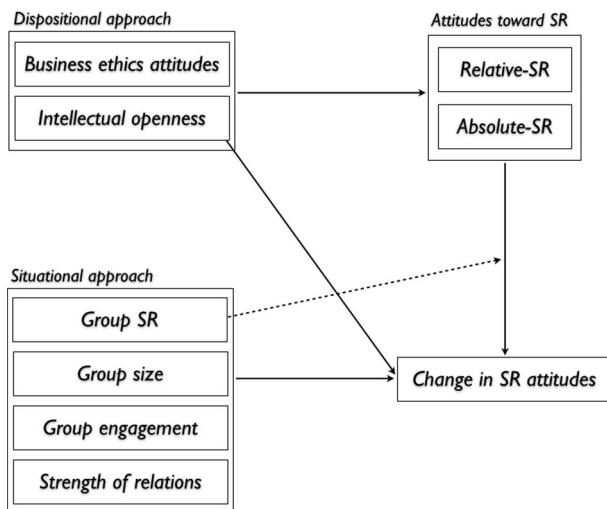 Dispositional approach
Business ethics attitudes
Intellectual openness
Attitudes toward SR
Relative-SR
Absolute-SR
Situational approach
Group SR
Group size
Group engagement
Strength of relations
Change in SR attitudes